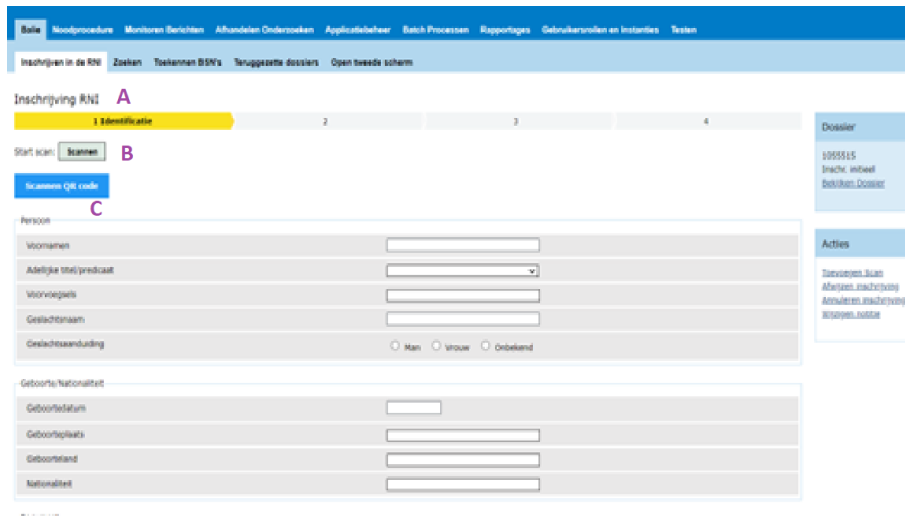 Balie Noodprocedure Monitoren Berichten Afhandelen Onderzoeken Applicatiebeheer Batch Processen Rapportages Gebruikersrollen en Instanties Testen
Inschrijven in de RNI Zoeken Toekennen BSN's Teruggezette dossiers Open tweede scherm
Inschrijving RNI A
1 Identificatie 2 3 4
Start scan: Scannen B
Scannen QR code
C
Persoon
Voornamen
Adellijke titel/predicaat
Voorvoegsels
Geslachtsnaam
Geslachtsaanduiding Man Vrouw Onbekend
Geboorte/Nationaliteit
Geboortedatum
Geboorteplaats
Geboorteland
Nationaliteit
Dossier
1055515
Inschr. initieel
Bekijken Dossier
Acties
Toevoegen Scan
Afwijzen inschrijving
Annuleren inschrijving
Wijzigen notitie